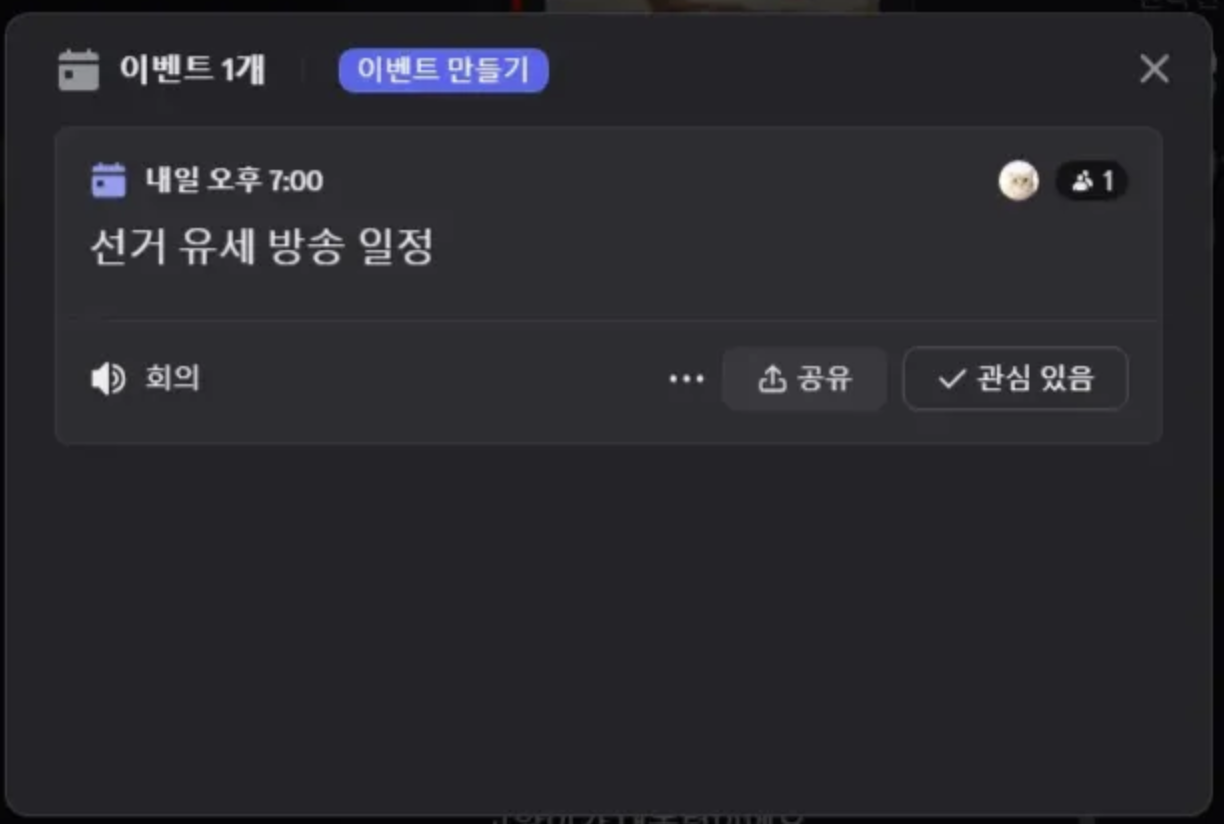 이벤트 1개
이벤트 만들기
내일 오후 7:00
1
선거 유세 방송 일정
회의
공유
관심 있음